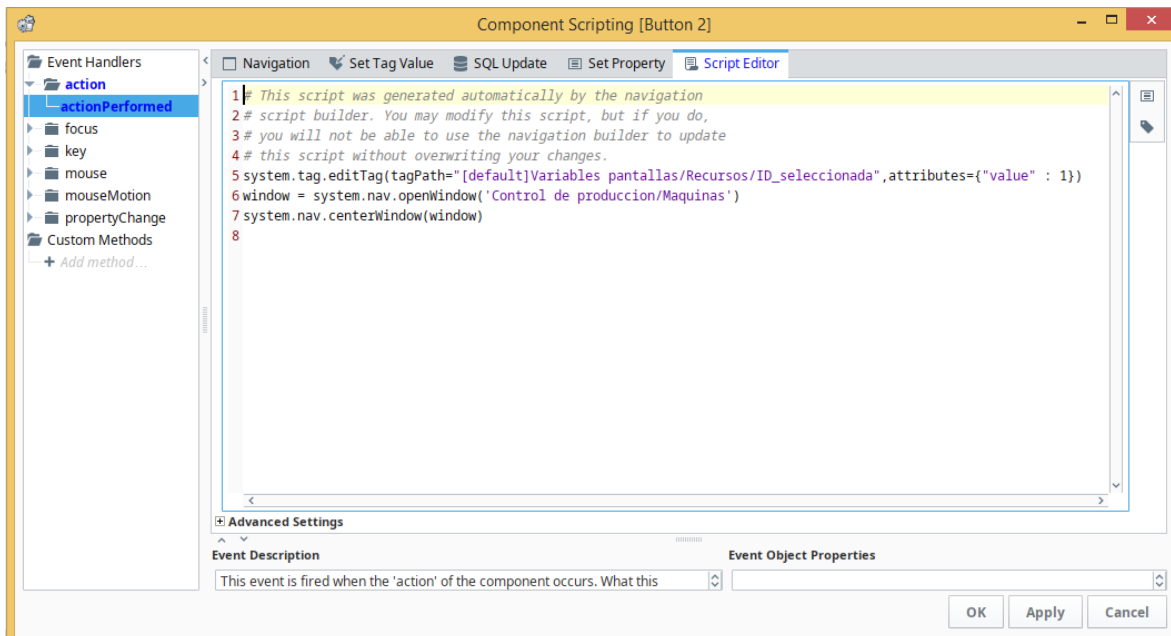 Component Scripting [Button 2]
Event Handlers
action
actionPerformed
focus
key
mouse
mouseMotion
propertyChange
Custom Methods
Add method...
Navigation
Set Tag Value
SQL Update
Set Property
Script Editor
1 # This script was generated automatically by the navigation
2 # script builder. You may modify this script, but if you do,
3 # you will not be able to use the navigation builder to update
4 # this script without overwriting your changes.
5 system.tag.editTag(tagPath="[default]Variables pantallas/Recursos/ID_seleccionada",attributes={"value" : 1})
6 window = system.nav.openWindow('Control de produccion/Maquinas')
7 system.nav.centerWindow(window)
8
Advanced Settings
Event Description
Event Object Properties
This event is fired when the 'action' of the component occurs. What this
OK
Apply
Cancel